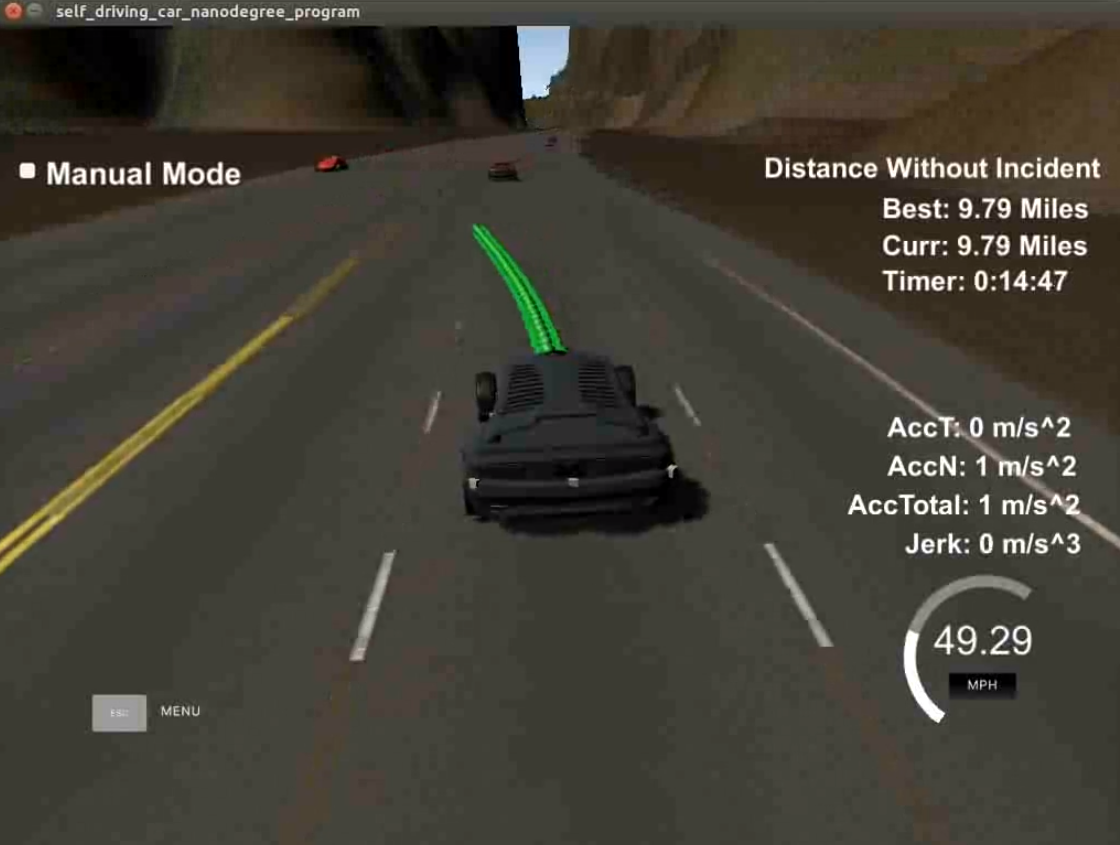 self_driving_car_nanodegree_program
Manual Mode
Distance Without Incident
Best: 9.79 Miles
Curr: 9.79 Miles
Timer: 0:14:47
AccT: 0 m/s^2
AccN: 1 m/s^2
AccTotal: 1 m/s^2
Jerk: 0 m/s^3
49.29
MPH
ESC MENU